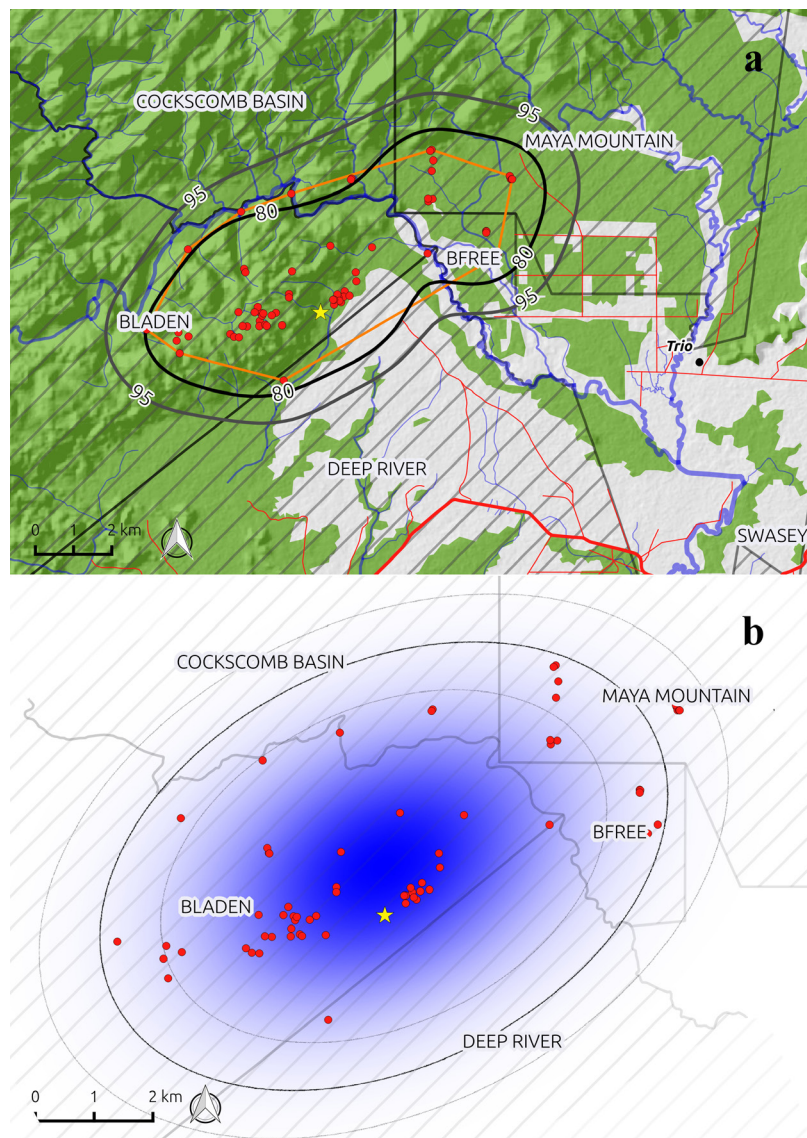 a
COCKSCOMB BASIN
95
MAYA MOUNTAIN
95
80
BFREE
80
BLADEN
95
Trio
95
80
DEEP RIVER
0 1 2 km
SWASEY
b
COCKSCOMB BASIN
MAYA MOUNTAIN
BFREE
BLADEN
DEEP RIVER
0 1 2 km